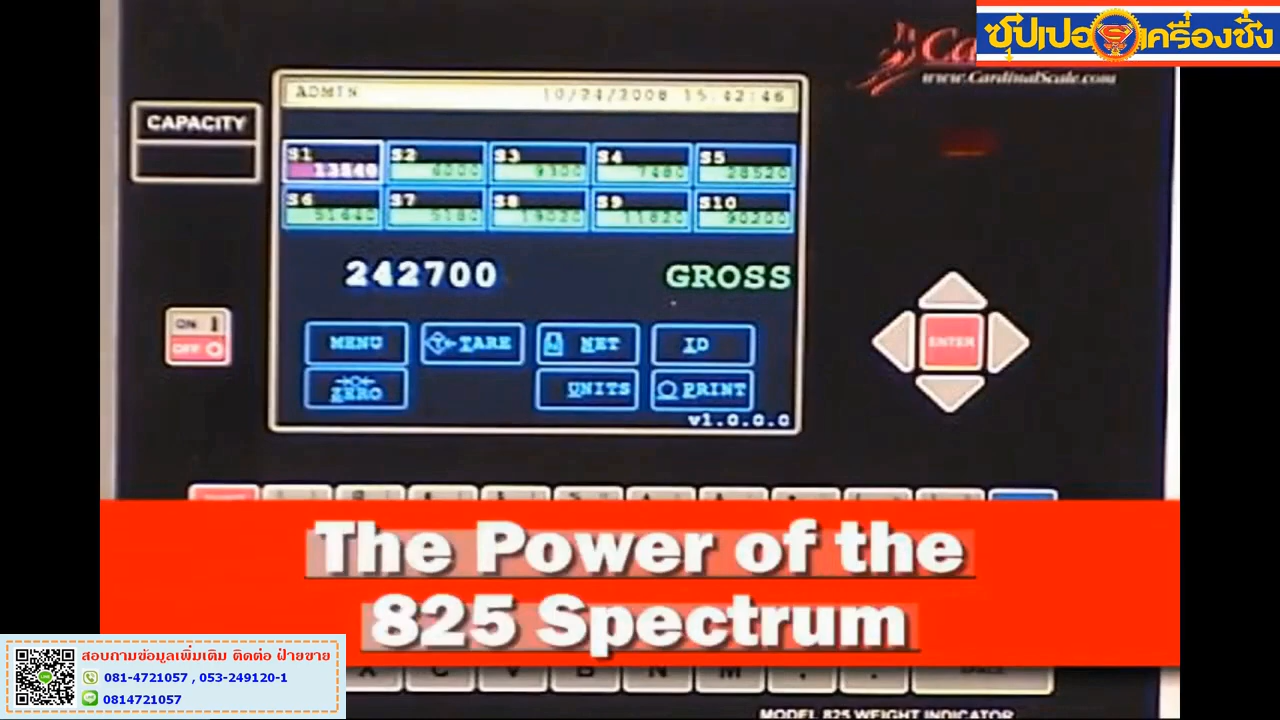 ซุปเปอร์เครื่องชั่ง
www.CardinalScale.com
ADMIN 10/24/2008 15:42:46
CAPACITY
S1 S2 S3 S4 S5
13540 4000 9300 7480 28520
S6 S7 S8 S9 S10
51640 5180 19020 11820 90200
242700 GROSS
ON
OFF
MENU TARE NET ID
ENTER
ZERO UNITS PRINT
v1.0.0.0
The Power of the
825 Spectrum
สอบถามข้อมูลเพิ่มเติม ติดต่อ ฝ่ายขาย
081-4721057 , 053-249120-1
0814721057
X C V B N M
MODEL 825 WEIGHT INDICATOR